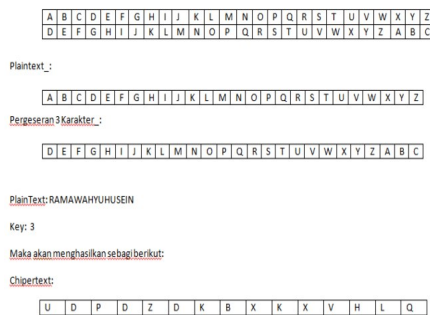 A B C D E F G H I J K L M N O P Q R S T U V W X Y Z
D E F G H I J K L M N O P Q R S T U V W X Y Z A B C
Plaintext_:
A B C D E F G H I J K L M N O P Q R S T U V W X Y Z
Pergeseran 3 Karakter_:
D E F G H I J K L M N O P Q R S T U V W X Y Z A B C
PlainText: RAMAWAHYUHUSEIN
Key: 3
Maka akan menghasilkan sebagi berikut:
Chipertext:
U D P D Z D K B X K X V H L Q